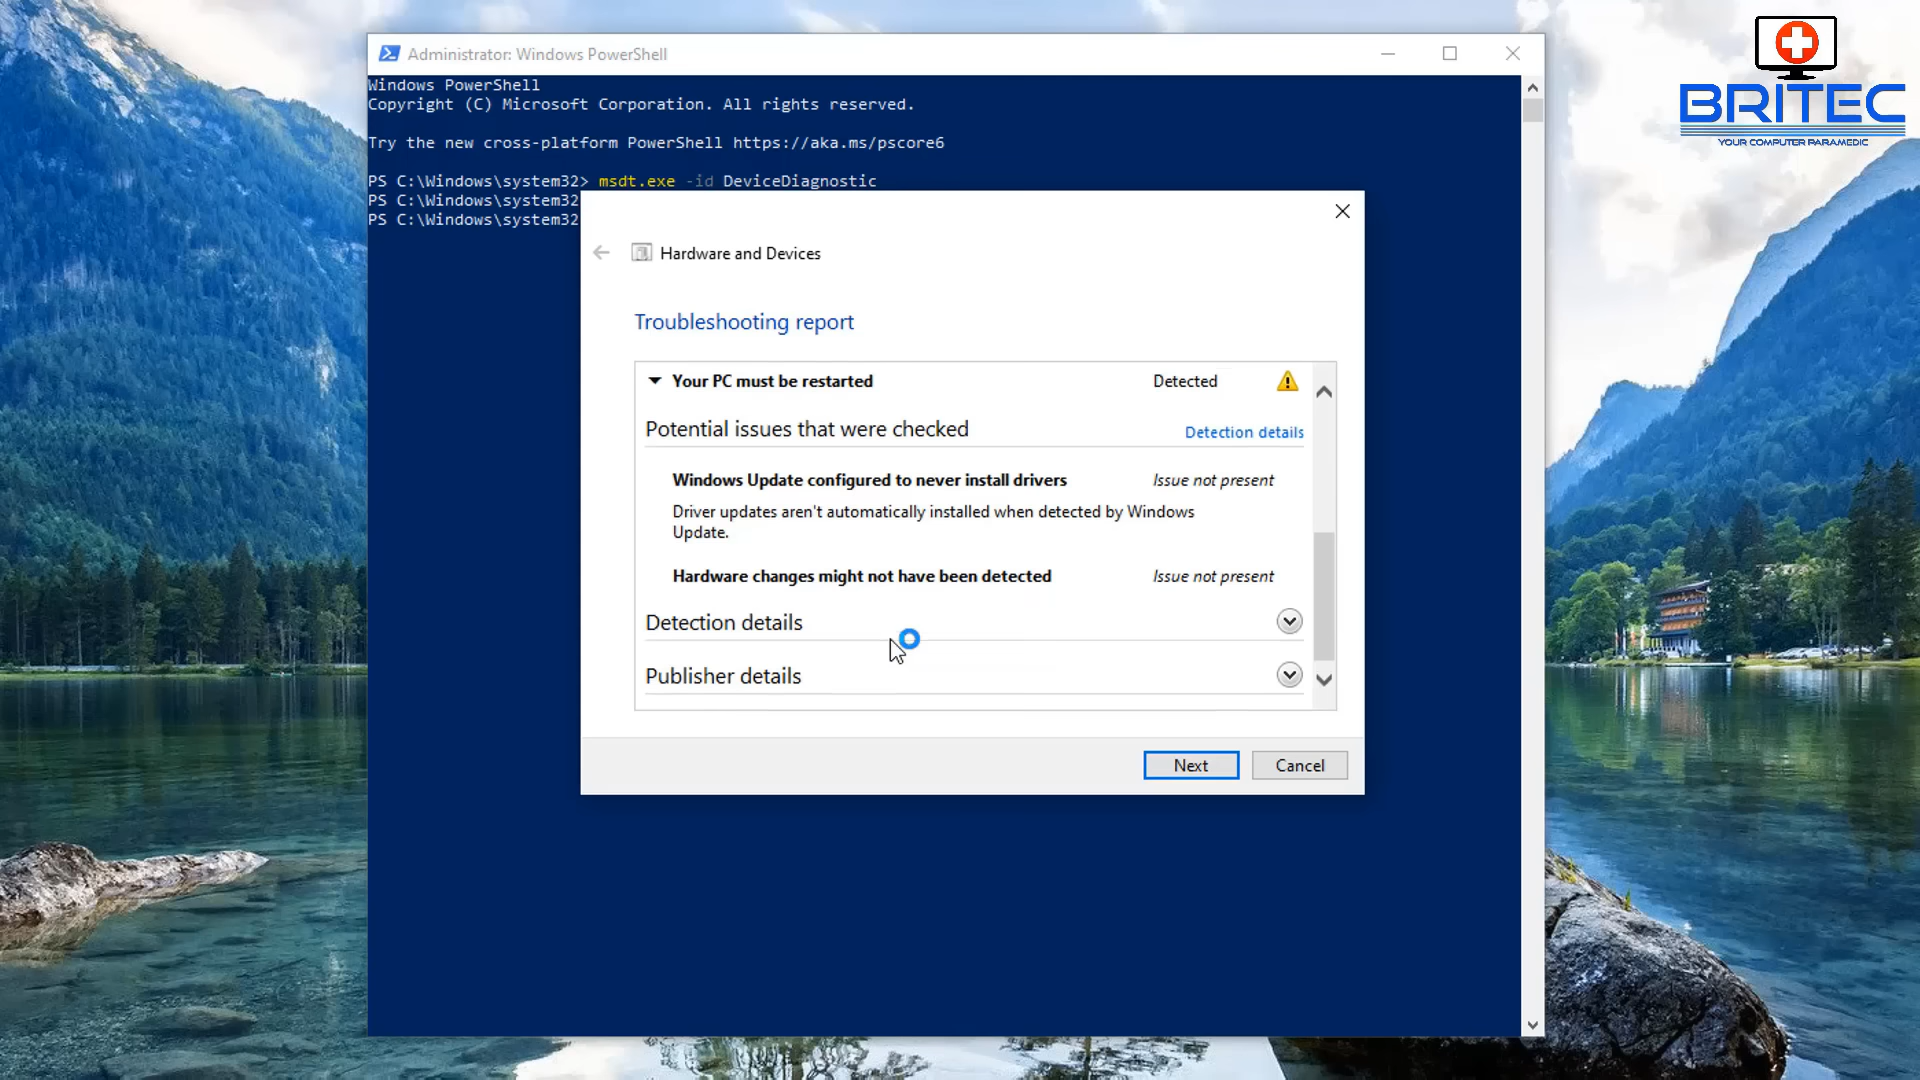 Administrator: Windows PowerShell
Windows PowerShell
Copyright (C) Microsoft Corporation. All rights reserved.
Try the new cross-platform PowerShell https://aka.ms/pscore6
PS C:\Windows\system32> msdt.exe -id DeviceDiagnostic
PS C:\Windows\system32
PS C:\Windows\system32
Hardware and Devices
Troubleshooting report
Your PC must be restarted Detected
Potential issues that were checked Detection details
Windows Update configured to never install drivers Issue not present
Driver updates aren't automatically installed when detected by Windows
Update.
Hardware changes might not have been detected Issue not present
Detection details
Publisher details
Next Cancel
BRITEC
YOUR COMPUTER PARAMEDIC